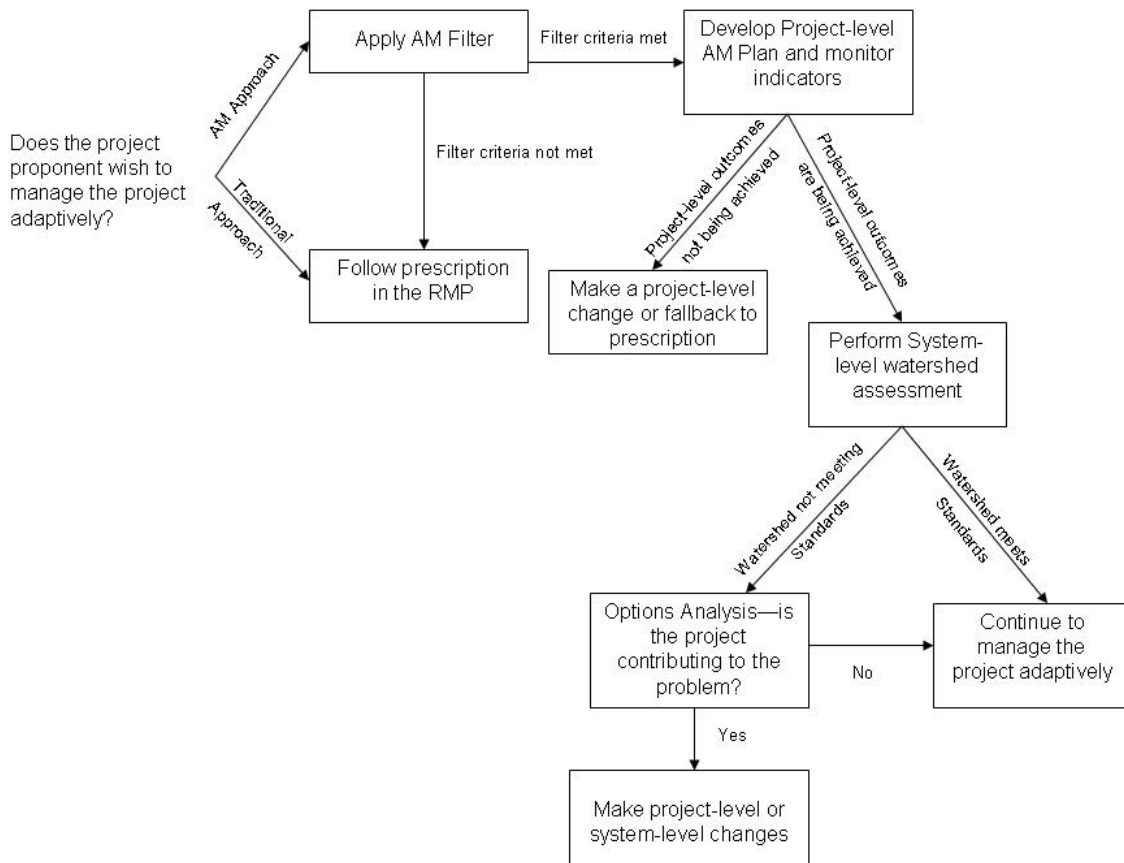 Apply AM Filter
Filter criteria met
Develop Project-level
AM Plan and monitor
indicators
AM Approach
Does the project
proponent wish to
manage the project
adaptively?
Traditional
Approach
Filter criteria not met
Follow prescription
in the RMP
Project-level outcomes
not being achieved
Project-level outcomes
are being achieved
Make a project-level
change or fallback to
prescription
Perform System-
level watershed
assessment
Watershed not meeting
Standards
Watershed meets
Standards
Options Analysis—is
the project
contributing to the
problem?
No
Continue to
manage the
project adaptively
Yes
Make project-level or
system-level changes